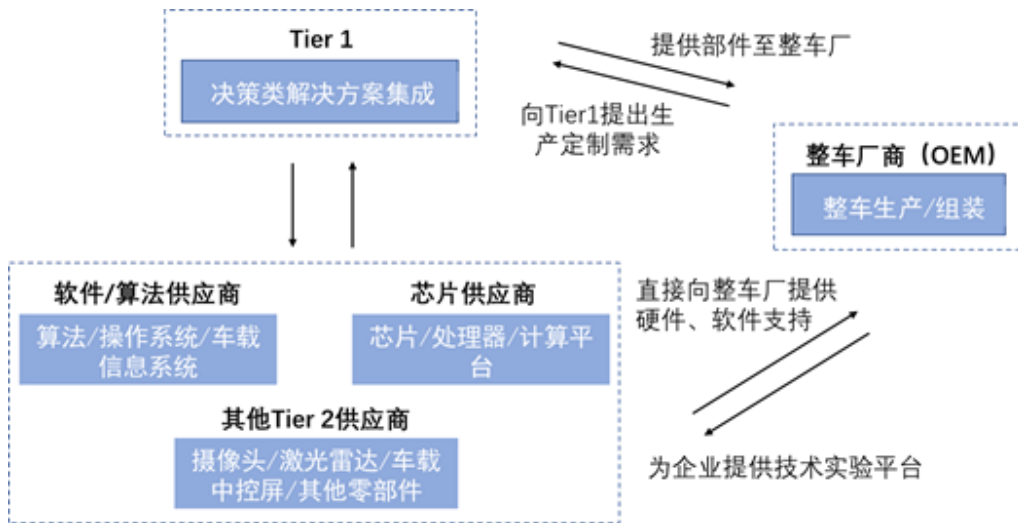 Tier 1
决策类解决方案集成
提供部件至整车厂
向Tier1提出生
产定制需求
整车厂商（OEM）
整车生产/组装
软件/算法供应商
算法/操作系统/车载
信息系统
芯片供应商
芯片/处理器/计算平
台
其他Tier 2供应商
摄像头/激光雷达/车载
中控屏/其他零部件
直接向整车厂提供
硬件、软件支持
为企业提供技术实验平台